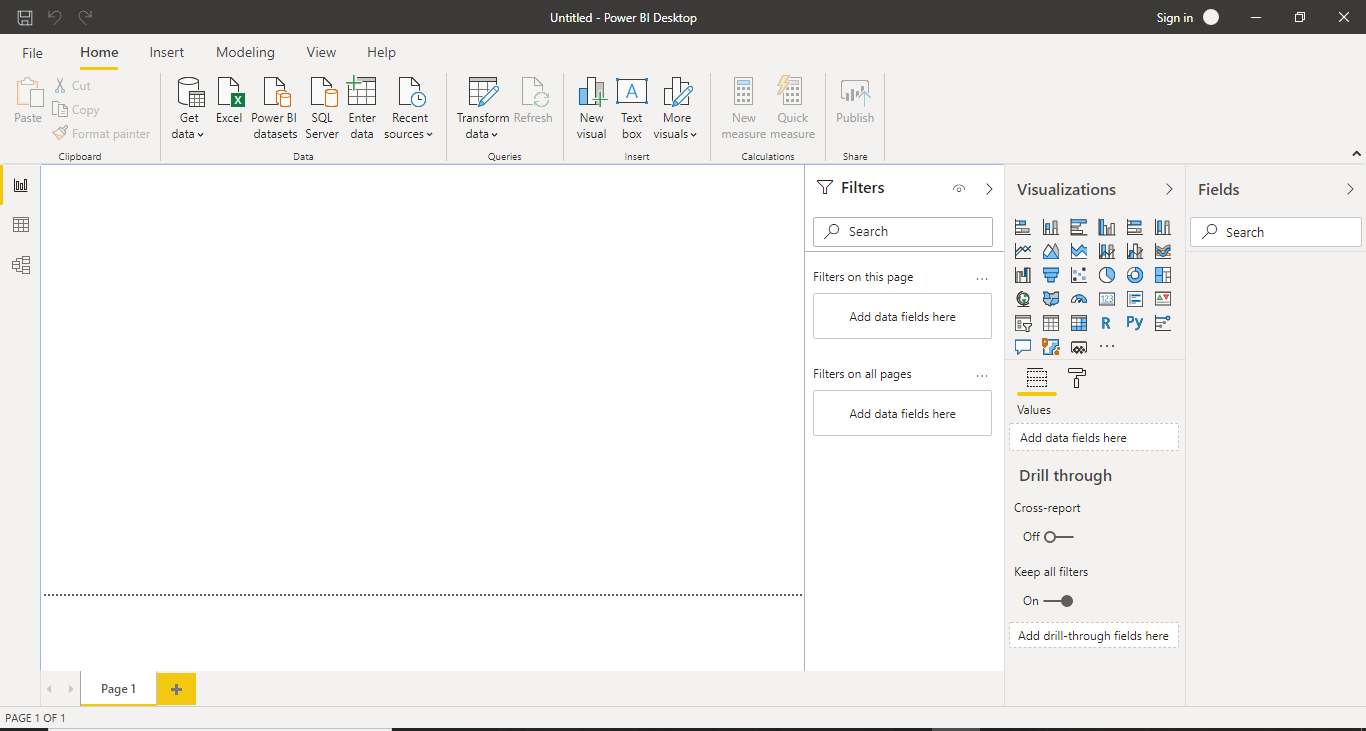 Untitled - Power BI Desktop
Sign in
File
Home
Insert
Modeling
View
Help
Paste
Cut
Copy
Format painter
Clipboard
Get data
Excel
Power BI datasets
SQL Server
Enter data
Recent sources
Data
Transform data
Refresh
Queries
New visual
A
Text box
More visuals
Insert
New measure
Quick measure
Calculations
Publish
Share
Filters
Search
Filters on this page
...
Add data fields here
Filters on all pages
...
Add data fields here
Visualizations
123
R
Py
...
Values
Add data fields here
Drill through
Cross-report
Off
Keep all filters
On
Add drill-through fields here
Fields
Search
Page 1
+
PAGE 1 OF 1